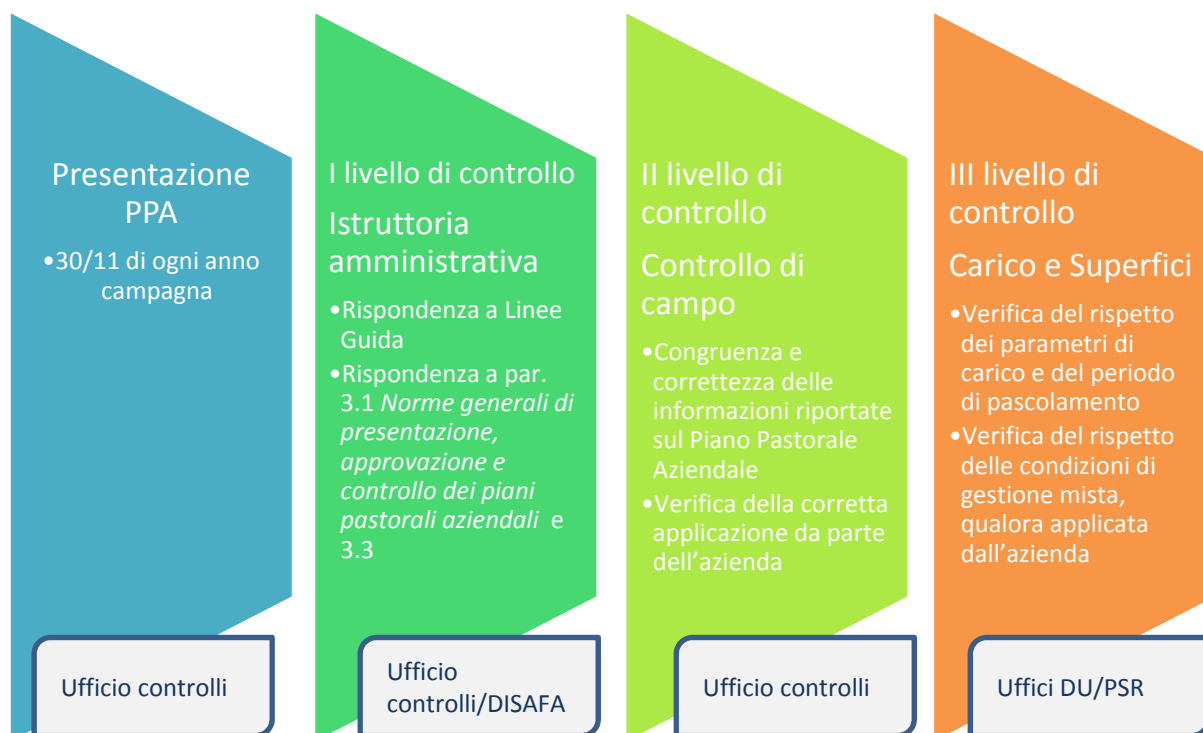 Presentazione
PPA
•30/11 di ogni anno
campagna
Ufficio controlli
I livello di controllo
Istruttoria
amministrativa
•Rispondenza a Linee
Guida
•Rispondenza a par.
3.1 Norme generali di
presentazione,
approvazione e
controllo dei piani
pastorali aziendali e
3.3
Ufficio
controlli/DISAFA
II livello di
controllo
Controllo di
campo
•Congruenza e
correttezza delle
informazioni riportate
sul Piano Pastorale
Aziendale
•Verifica della corretta
applicazione da parte
dell’azienda
Ufficio controlli
III livello di
controllo
Carico e Superfici
•Verifica del rispetto
dei parametri di
carico e del periodo
di pascolamento
•Verifica del rispetto
delle condizioni di
gestione mista,
qualora applicata
dall’azienda
Uffici DU/PSR